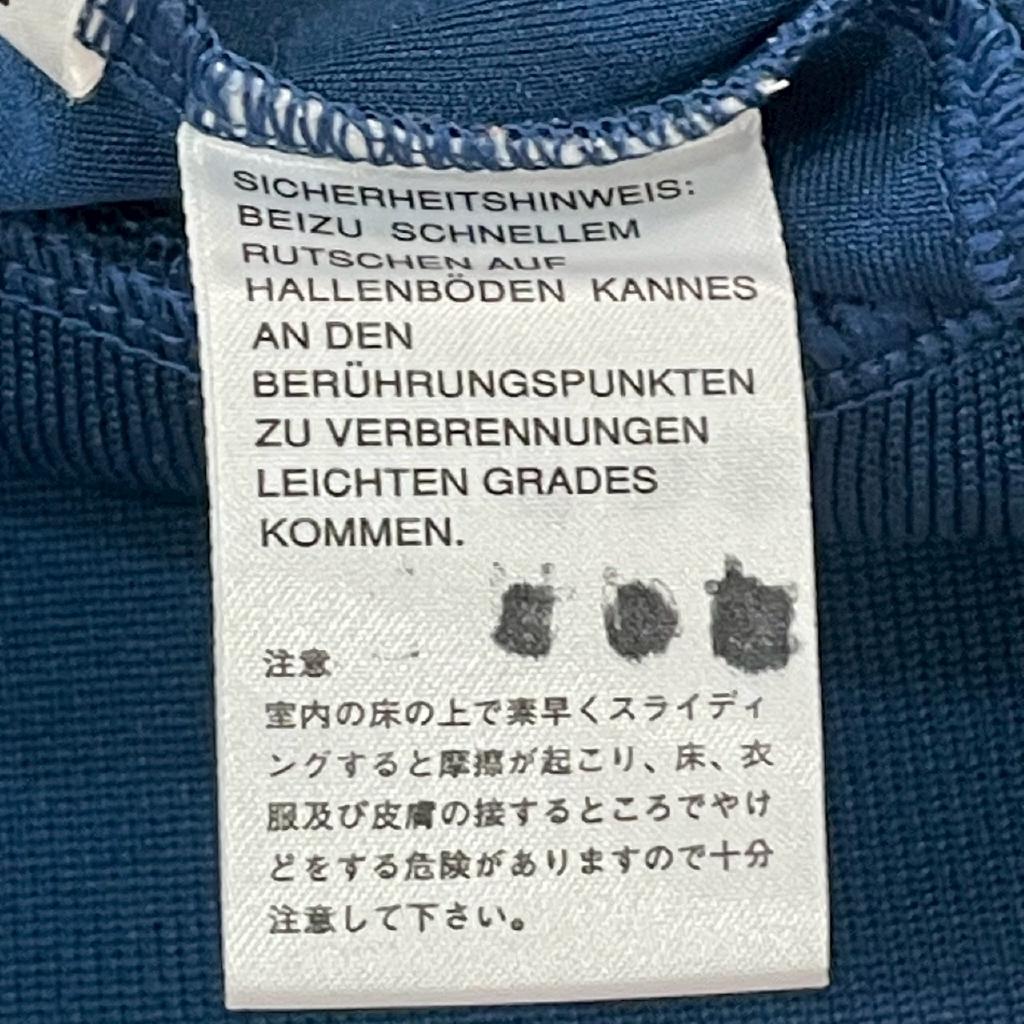 SICHERHEITSHINWEIS:
BEIZU SCHNELLEM
RUTSCHEN AUF
HALLENBÖDEN KANNES
AN DEN
BERÜHRUNGSPUNKTEN
ZU VERBRENNUNGEN
LEICHTEN GRADES
KOMMEN.
注意
室内の床の上で素早くスライディ
ングすると摩擦が起こり、床、衣
服及び皮膚の接するところでやけ
どをする危険がありますので十分
注意して下さい。